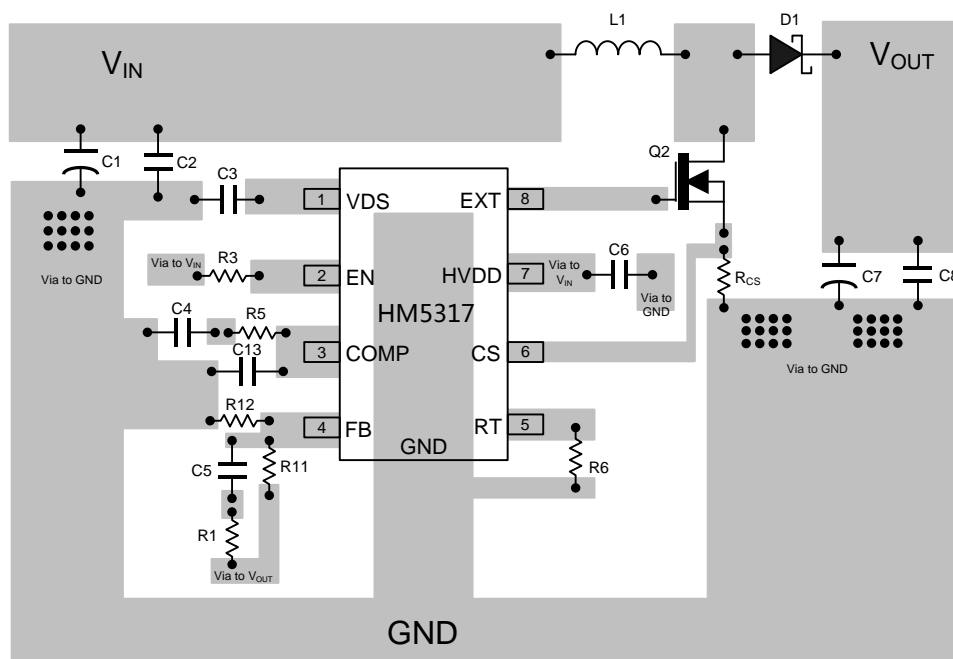 L1
D1
VIN
VOUT
Q2
C1
C2
C3
1
VDS
EXT
8
Via to GND
Via to VIN
R3
2
EN
HVDD
7
Via to
VIN
C6
Via to
GND
RCS
C7
C8
HM5317
C4
R5
C13
3
COMP
CS
6
Via to GND
R12
4
FB
RT
5
GND
C5
R11
R6
R1
Via to VOUT
GND